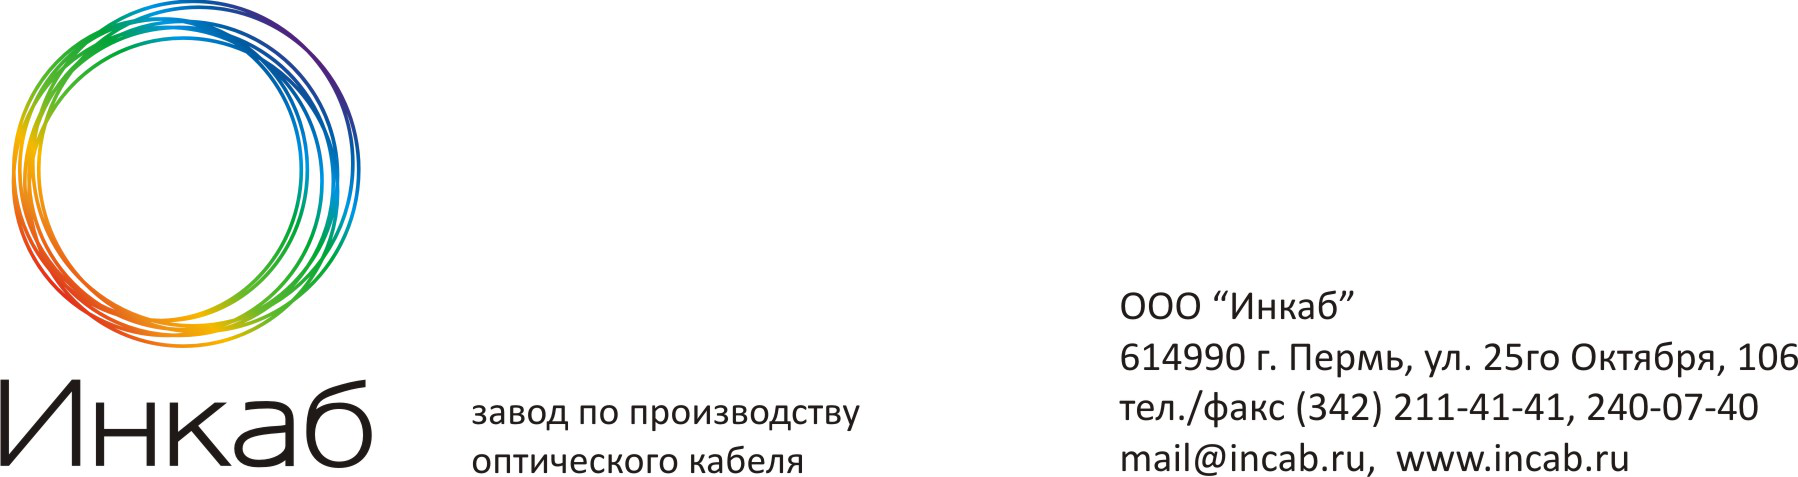 Инкаб
завод по производству
оптического кабеля
ООО “Инкаб”
614990 г. Пермь, ул. 25го Октября, 106
тел./факс (342) 211-41-41, 240-07-40
mail@incab.ru,  www.incab.ru